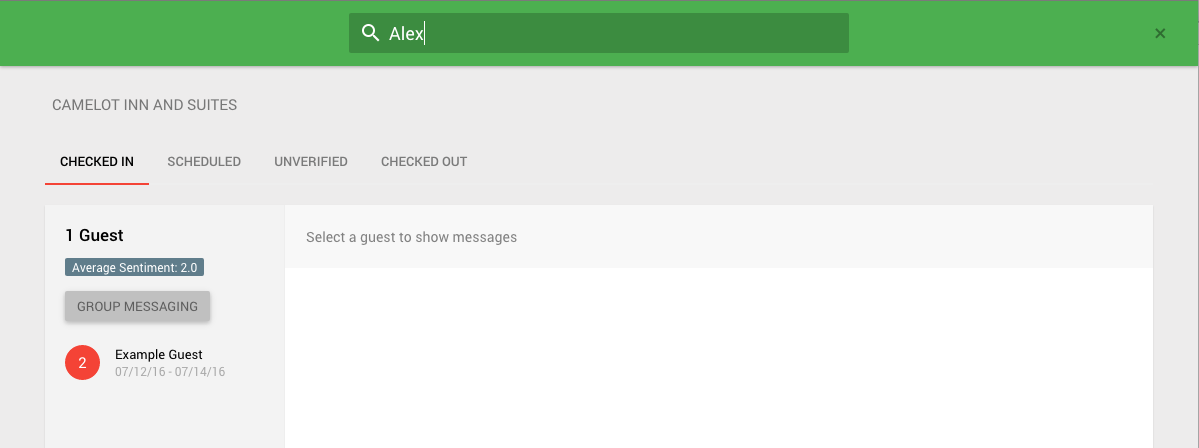 Alex
CAMELOT INN AND SUITES
CHECKED IN SCHEDULED UNVERIFIED CHECKED OUT
1 Guest
Average Sentiment: 2.0
GROUP MESSAGING
2
Example Guest
07/12/16 - 07/14/16
Select a guest to show messages